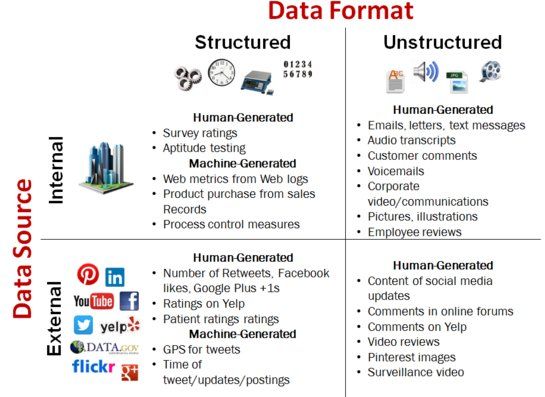 Data Format
Structured
Unstructured
01234
56789
ABC
JPG
Data Source
Internal
Human-Generated
• Survey ratings
• Aptitude testing
Machine-Generated
• Web metrics from Web logs
• Product purchase from sales
Records
• Process control measures
Human-Generated
• Emails, letters, text messages
• Audio transcripts
• Customer comments
• Voicemails
• Corporate
video/communications
• Pictures, illustrations
• Employee reviews
External
in
YouTube
f
yelp
DATA.GOV
flickr
g+
Human-Generated
• Number of Retweets, Facebook
likes, Google Plus +1s
• Ratings on Yelp
• Patient ratings ratings
Machine-Generated
• GPS for tweets
• Time of
tweet/updates/postings
Human-Generated
• Content of social media
updates
• Comments in online forums
• Comments on Yelp
• Video reviews
• Pinterest images
• Surveillance video